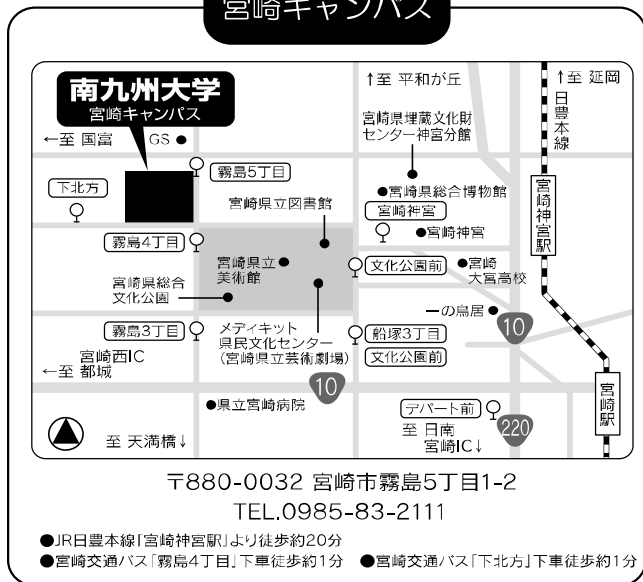 宮崎キャンパス
南九州大学
宮崎キャンパス
↑至 平和が丘
↑至 延岡
日豊本線
←至 国富
GS●
宮崎県埋蔵文化財
センター神宮分館
霧島5丁目
下北方
●宮崎県総合博物館
宮崎神宮駅
宮崎県立図書館
宮崎神宮
●宮崎神宮
霧島4丁目
宮崎県立●
美術館
文化公園前
●宮崎
大宮高校
宮崎県総合
文化公園
一の鳥居●
10
霧島3丁目
メディキット
県民文化センター
(宮崎県立芸術劇場)
船塚3丁目
文化公園前
宮崎西IC
←至 都城
10
宮崎駅
●県立宮崎病院
デパート前
220
至 天満橋↓
至 日南
宮崎IC↓
〒880-0032 宮崎市霧島5丁目1-2
TEL.0985-83-2111
●JR日豊本線「宮崎神宮駅」より徒歩約20分
●宮崎交通バス「霧島4丁目」下車徒歩約1分 ●宮崎交通バス「下北方」下車徒歩約1分